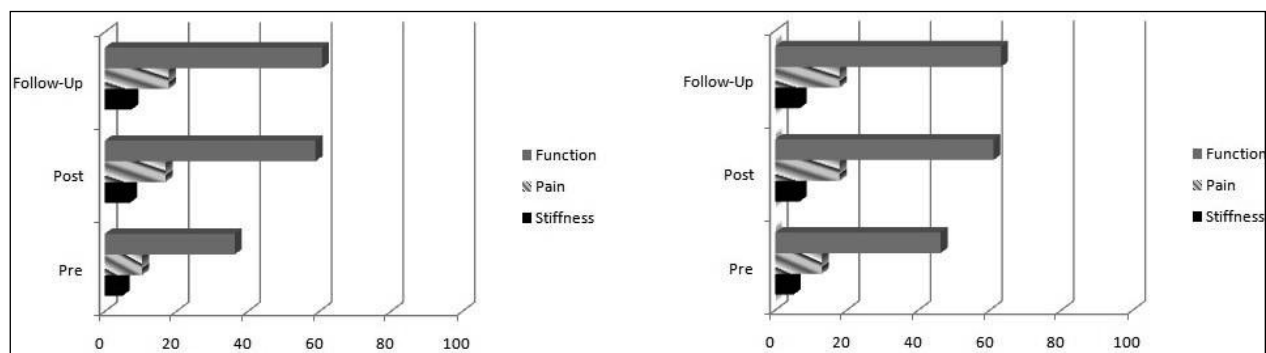 Follow-Up
Post
Pre
0 20 40 60 80 100
Function
Pain
Stiffness
Follow-Up
Post
Pre
0 20 40 60 80 100
Function
Pain
Stiffness